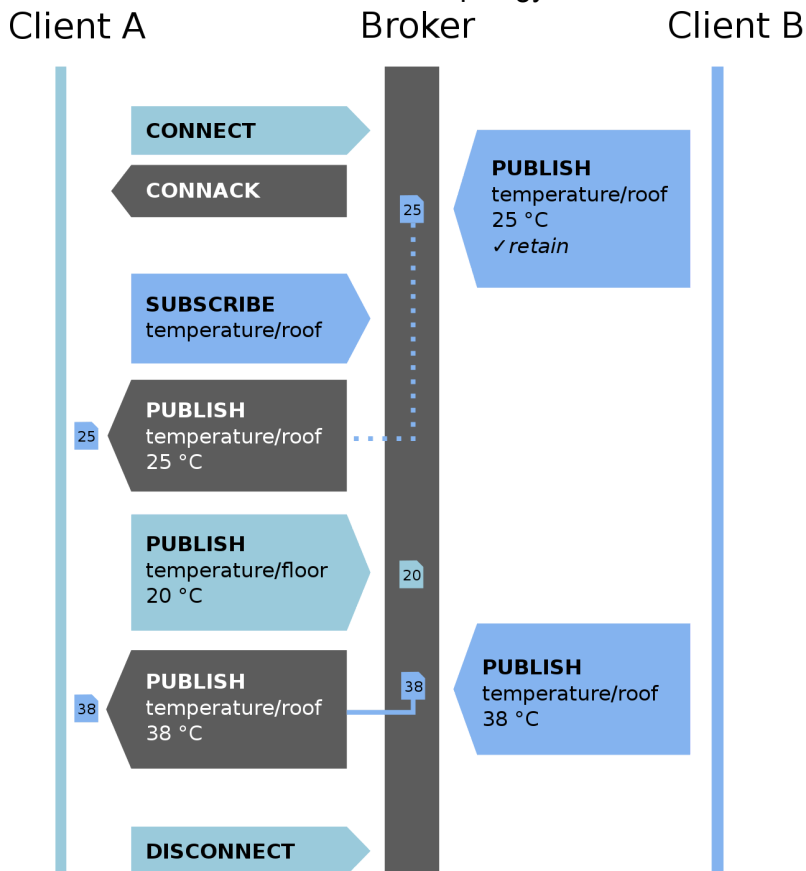 Client A
Broker
Client B
CONNECT
CONNACK
PUBLISH
temperature/roof
25 °C
✓retain
25
SUBSCRIBE
temperature/roof
PUBLISH
temperature/roof
25 °C
25
PUBLISH
temperature/floor
20 °C
20
PUBLISH
temperature/roof
38 °C
38
PUBLISH
temperature/roof
38 °C
38
DISCONNECT